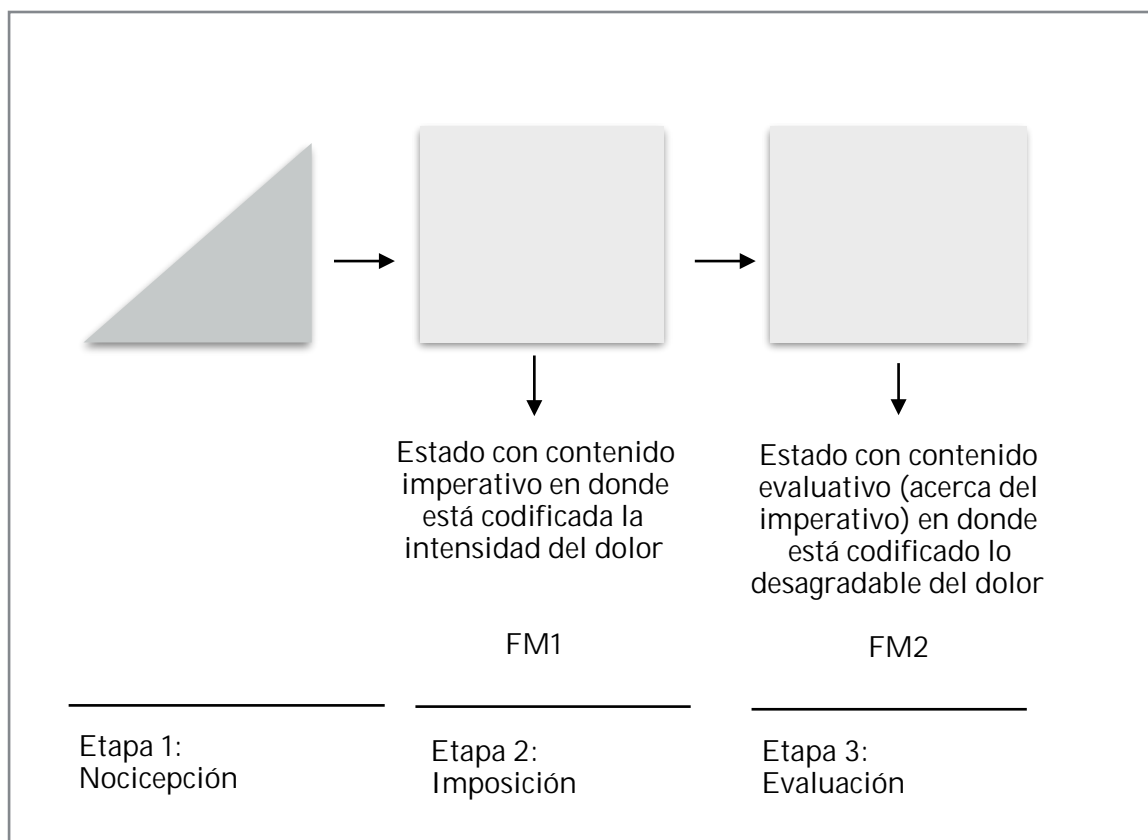 Estado con contenido
imperativo en donde
está codificada la
intensidad del dolor
FM1
Estado con contenido
evaluativo (acerca del
imperativo) en donde
está codificado lo
desagradable del dolor
FM2
Etapa 1:
Nocicepción
Etapa 2:
Imposición
Etapa 3:
Evaluación